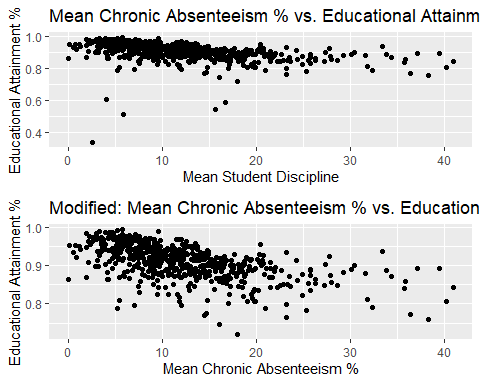 Mean Chronic Absenteeism % vs. Educational Attainm
Educational Attainment %
1.0
0.8
0.6
0.4
0 10 20 30 40
Mean Student Discipline
Modified: Mean Chronic Absenteeism % vs. Education
Educational Attainment %
1.0
0.9
0.8
0 10 20 30 40
Mean Chronic Absenteeism %